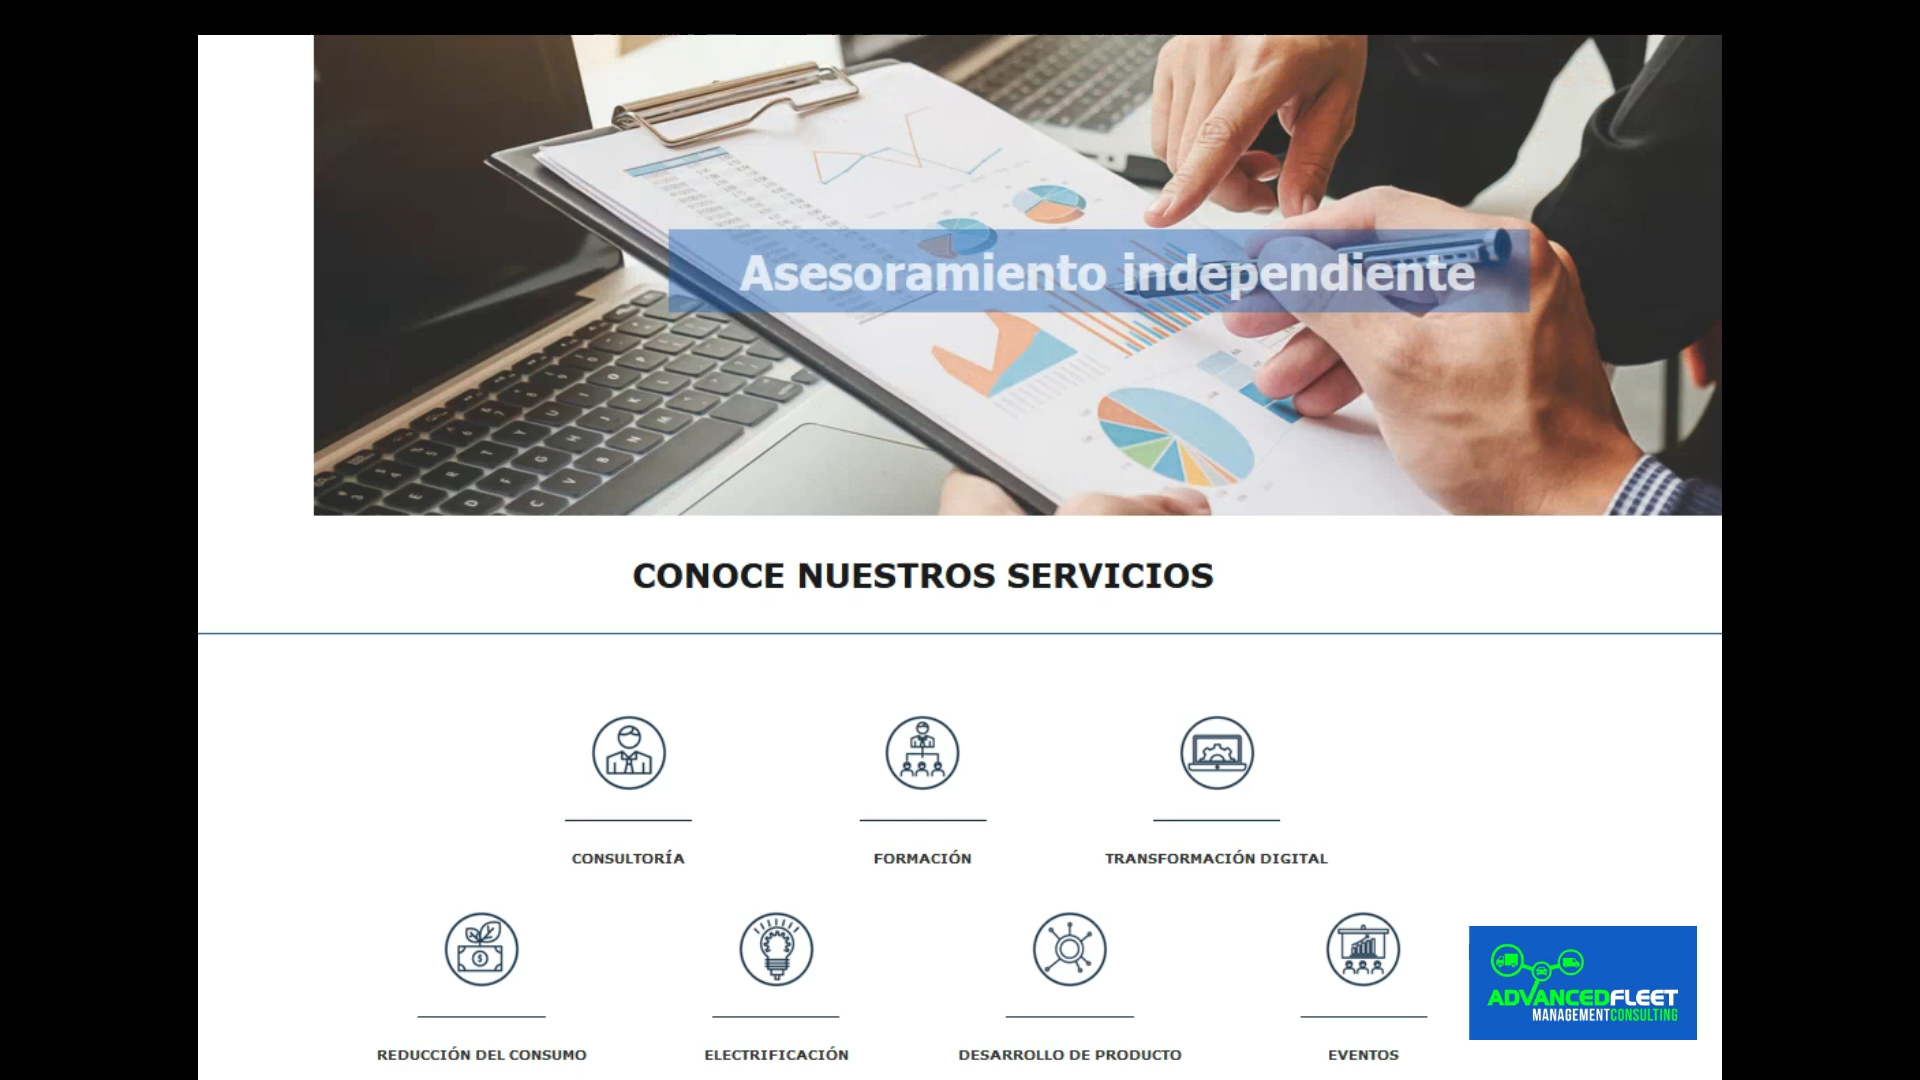 Asesoramiento independiente
CONOCE NUESTROS SERVICIOS
CONSULTORÍA
FORMACIÓN
TRANSFORMACIÓN DIGITAL
REDUCCIÓN DEL CONSUMO
ELECTRIFICACIÓN
DESARROLLO DE PRODUCTO
EVENTOS
ADVANCEDFLEET
MANAGEMENTCONSULTING